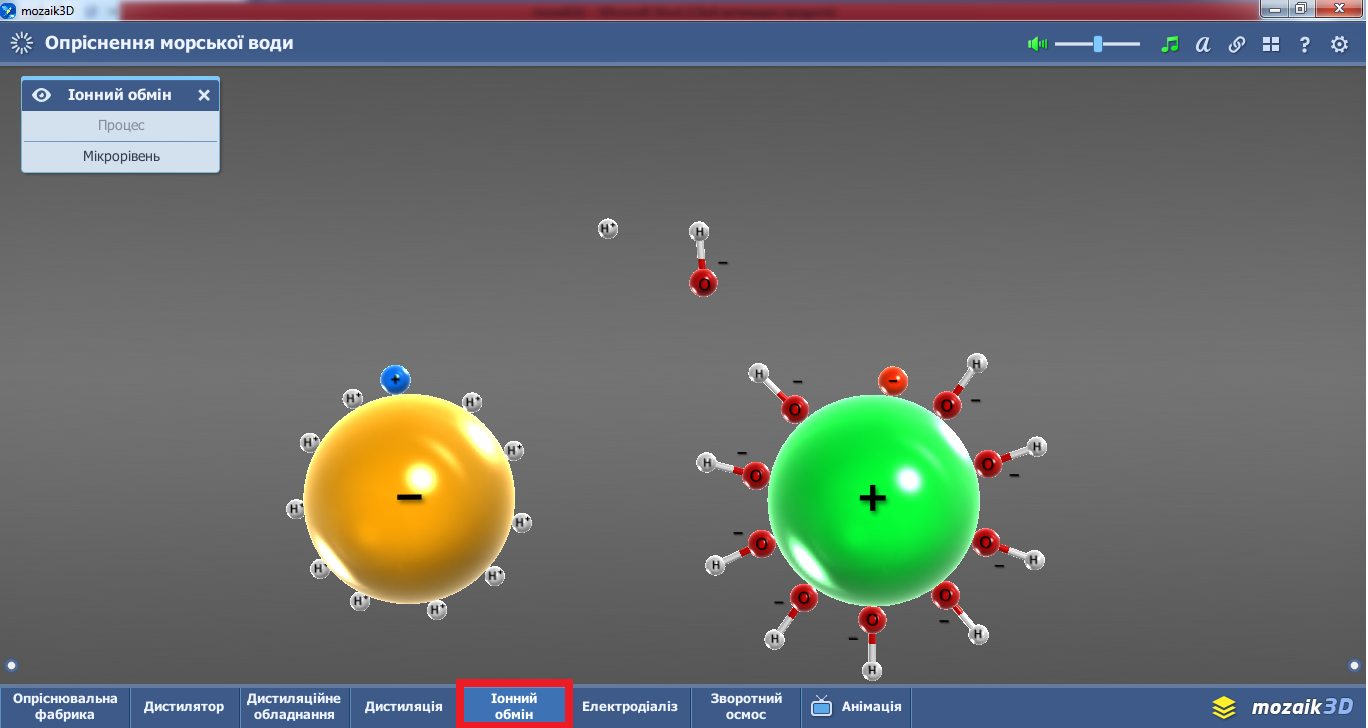 mozaik3D
Опріснення морської води
a
?
Іонний обмін
Процес
Мікрорівень
H+
H
O
−
+
−
H+
H+
H+
H+
H+
H+
H+
H+
H+
H+
−
+
H
O
−
H
O
−
H
O
−
H
O
−
H
O
−
H
O
−
H
O
−
H
O
−
H
O
−
Опріснювальна
фабрика
Дистилятор
Дистиляційне
обладнання
Дистиляція
Іонний
обмін
Електродіаліз
Зворотний
осмос
Анімація
mozaik3D